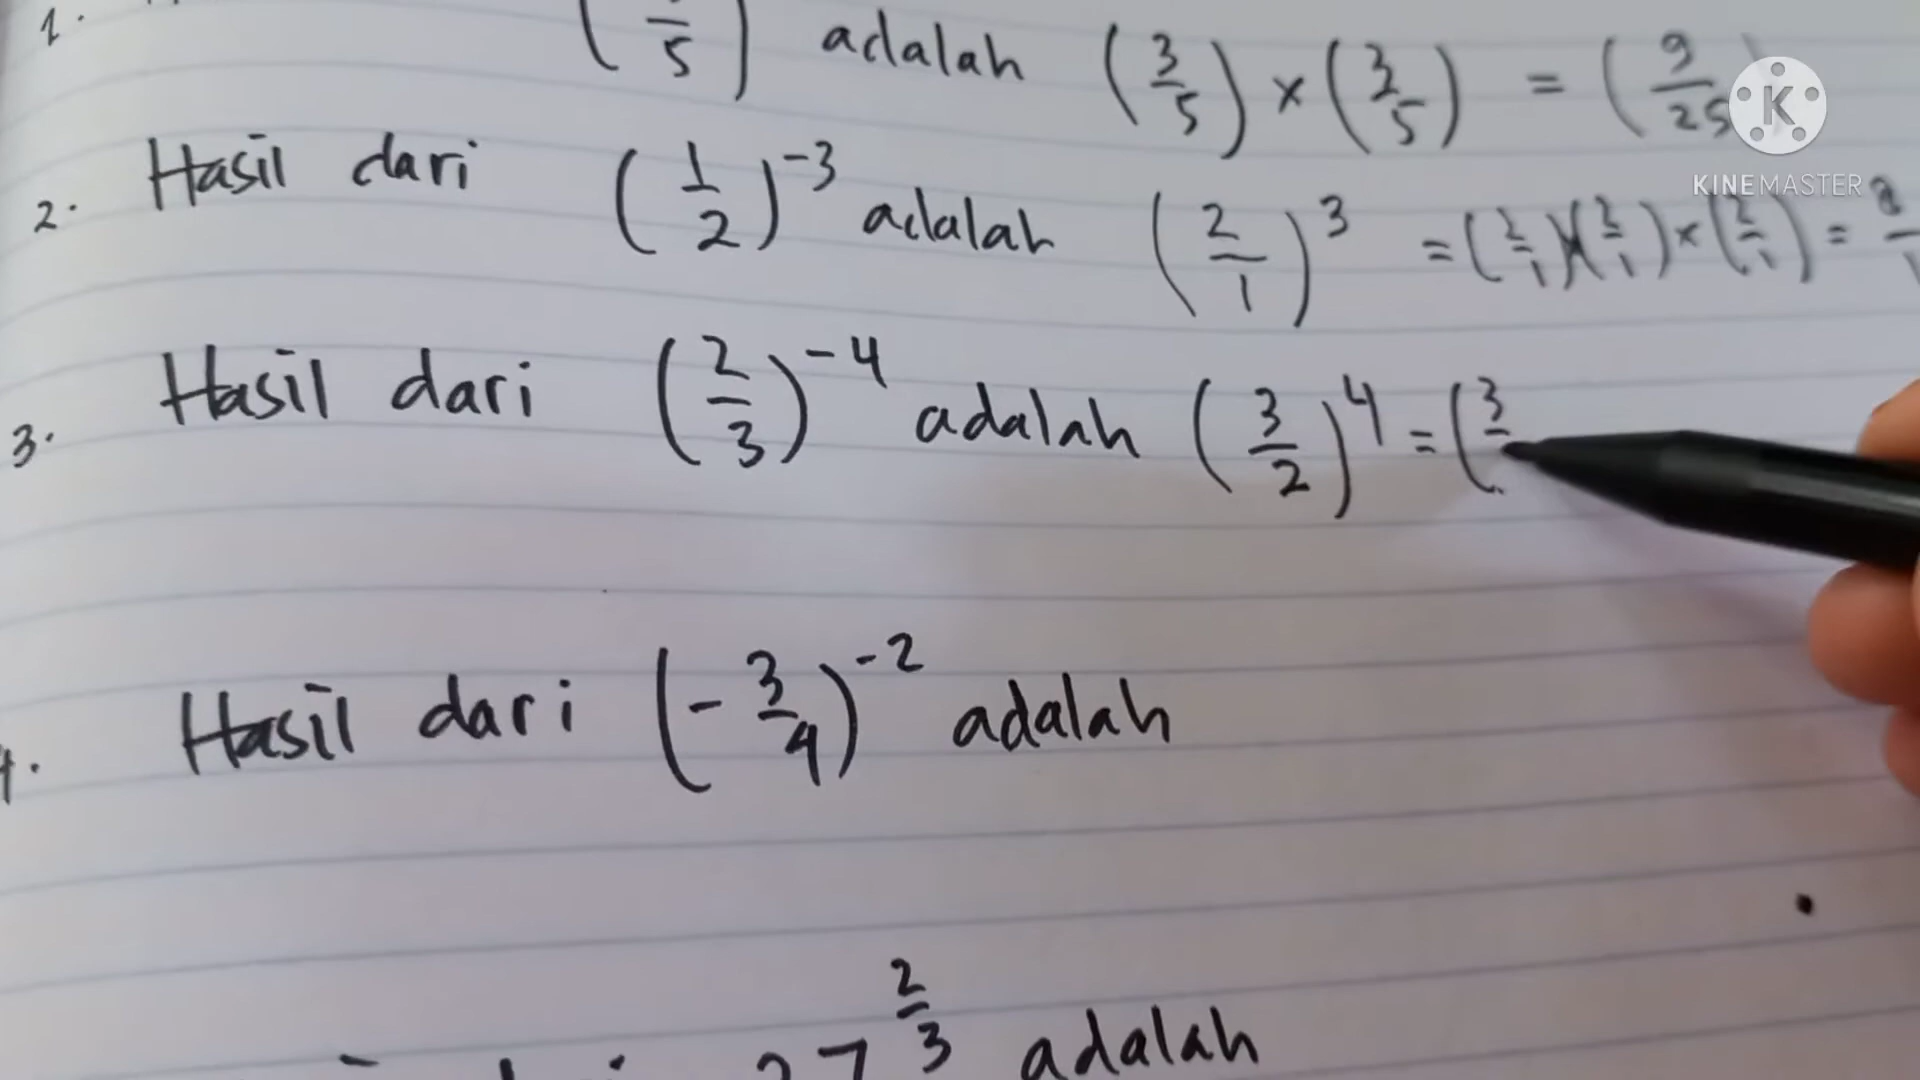 1. ( /5) adalah (3/5) × (3/5) = (9/25)
KINEMASTER
2. Hasil dari (1/2)⁻³ adalah (2/1)³ = (2/1)×(2/1)×(2/1) = 8/1
3. Hasil dari (2/3)⁻⁴ adalah (3/2)⁴ = (3/
4. Hasil dari (-3/4)⁻² adalah
27^(2/3) adalah